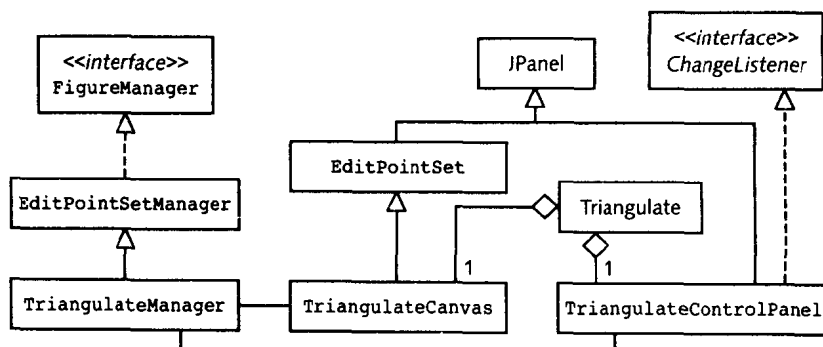 <<interface>>
FigureManager
JPanel
<<interface>>
ChangeListener
EditPointSet
EditPointSetManager
Triangulate
1
1
TriangulateManager
TriangulateCanvas
TriangulateControlPanel